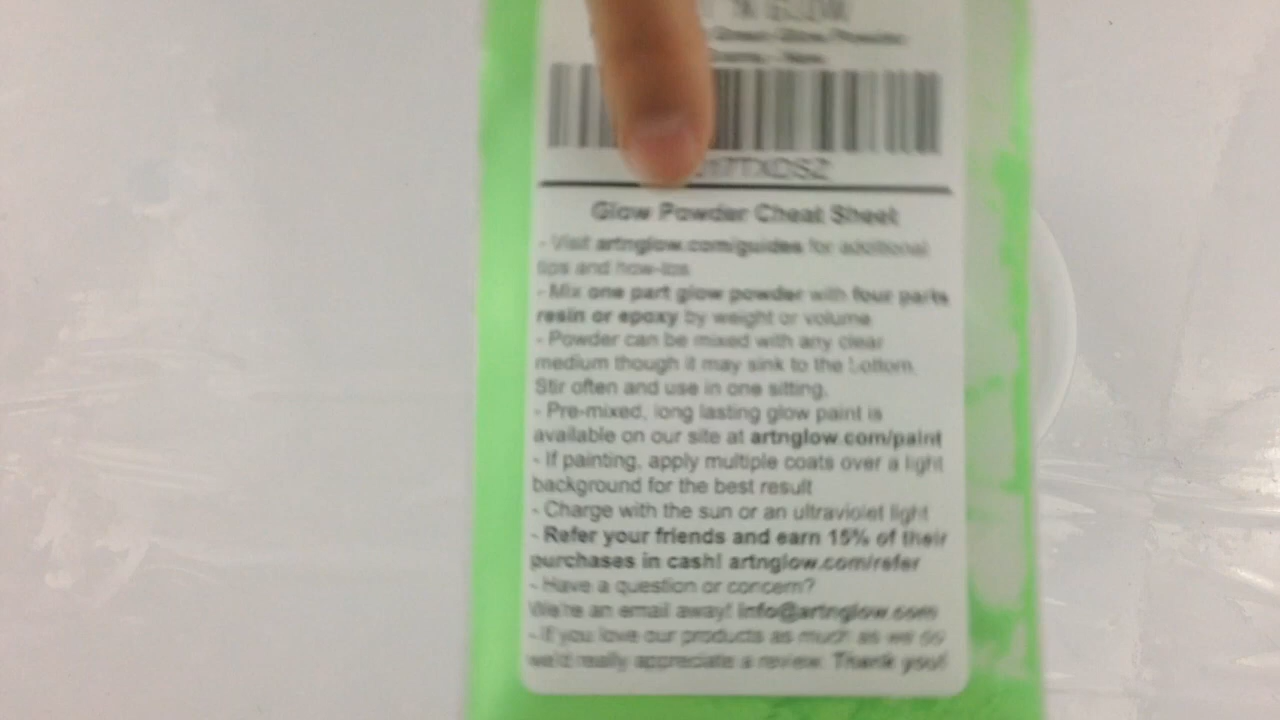 Glow Powder
New
Glow Powder Cheat Sheet
- Visit artnglow.com/guides for additional
tips and how-tos
- Mix one part glow powder with four parts
resin or epoxy by weight or volume
- Powder can be mixed with any clear
medium though it may sink to the bottom.
Stir often and use in one sitting.
- Pre-mixed, long lasting glow paint is
available on our site at artnglow.com/paint
- If painting, apply multiple coats over a light
background for the best result
- Charge with the sun or an ultraviolet light
- Refer your friends and earn 15% of their
purchases in cash! artnglow.com/refer
- Have a question or concern?
We're an email away! info@artnglow.com
- If you love our products as much as we do
we'd really appreciate a review. Thank you!